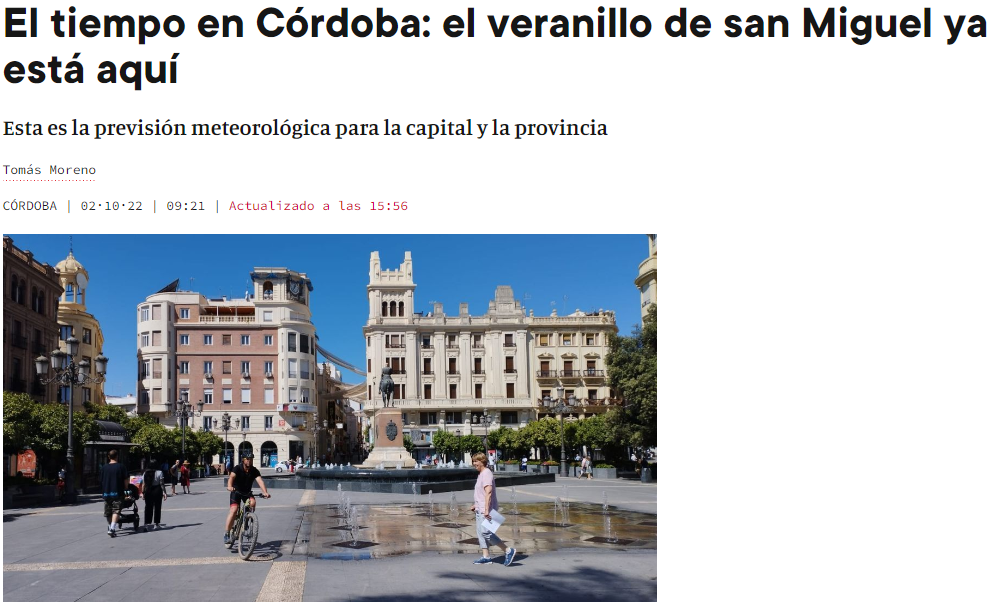 El tiempo en Córdoba: el veranillo de san Miguel ya
está aquí
Esta es la previsión meteorológica para la capital y la provincia
Tomás Moreno
CÓRDOBA | 02·10·22 | 09:21 | Actualizado a las 15:56